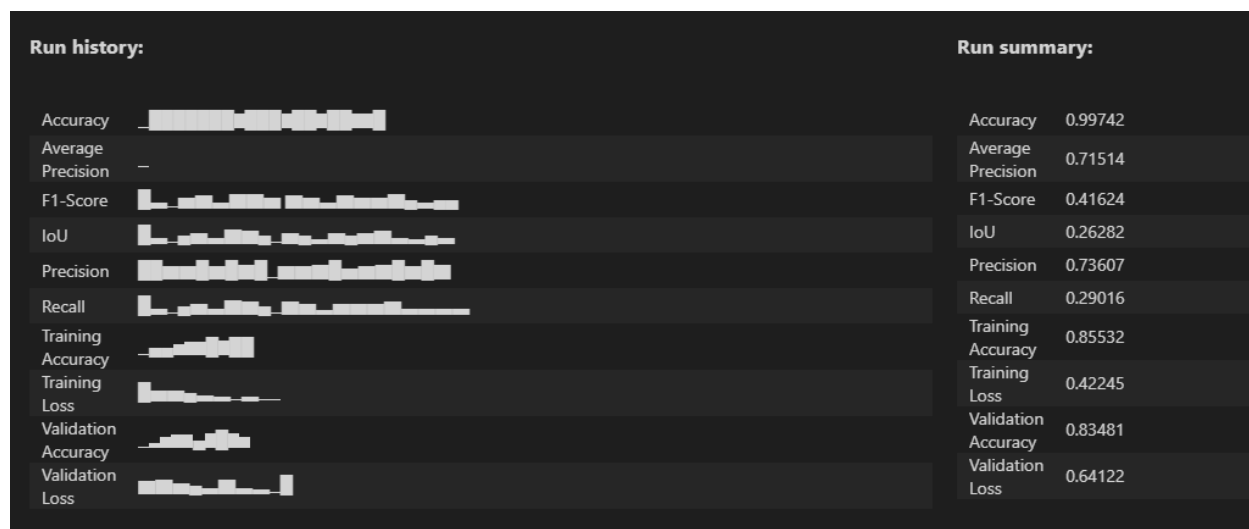 Run history:
Run summary:
Accuracy
Accuracy 0.99742
Average
Precision
Average
Precision 0.71514
F1-Score
F1-Score 0.41624
IoU
IoU 0.26282
Precision
Precision 0.73607
Recall
Recall 0.29016
Training
Accuracy
Training
Accuracy 0.85532
Training
Loss
Training
Loss 0.42245
Validation
Accuracy
Validation
Accuracy 0.83481
Validation
Loss
Validation
Loss 0.64122